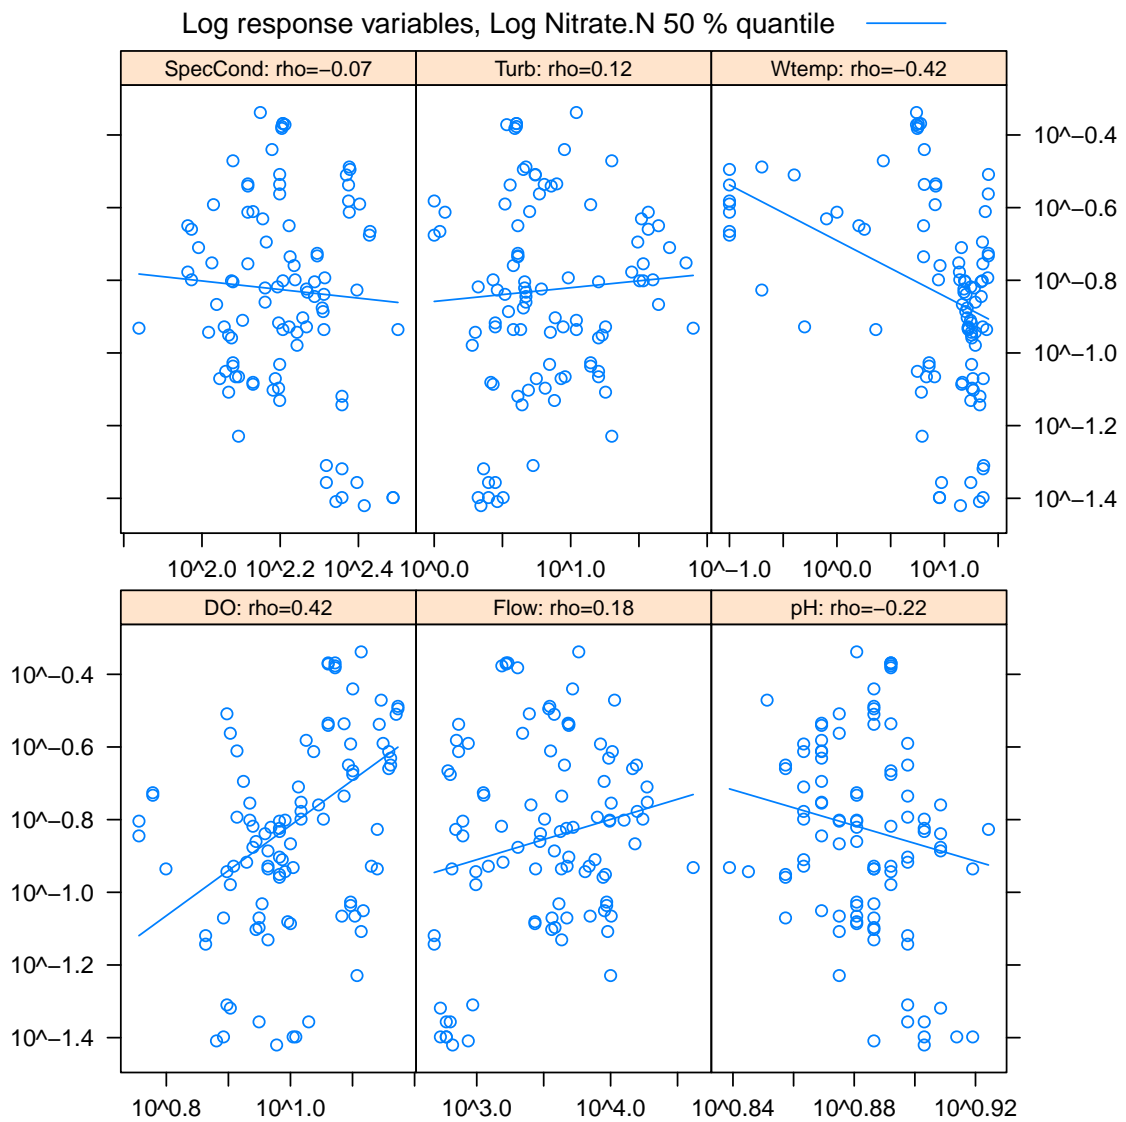 Log response variables, Log Nitrate.N 50 % quantile
SpecCond: rho=−0.07
Turb: rho=0.12
Wtemp: rho=−0.42
10^−0.4
10^−0.6
10^−0.8
10^−1.0
10^−1.2
10^−1.4
10^2.0 10^2.2 10^2.4
10^0.0 10^1.0
10^−1.0 10^0.0 10^1.0
DO: rho=0.42
Flow: rho=0.18
pH: rho=−0.22
10^−0.4
10^−0.6
10^−0.8
10^−1.0
10^−1.2
10^−1.4
10^0.8 10^1.0
10^3.0 10^4.0
10^0.84 10^0.88 10^0.92